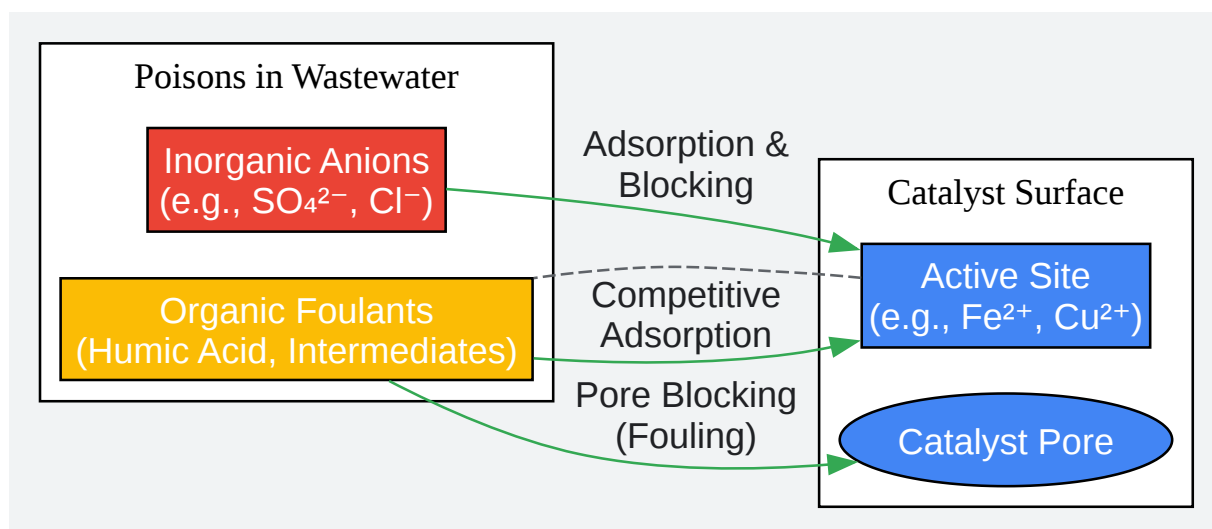 Poisons in Wastewater
Inorganic Anions
(e.g., SO₄²⁻, Cl⁻)
Organic Foulants
(Humic Acid, Intermediates)
Adsorption &
Blocking
Competitive
Adsorption
Pore Blocking
(Fouling)
Catalyst Surface
Active Site
(e.g., Fe²⁺, Cu²⁺)
Catalyst Pore